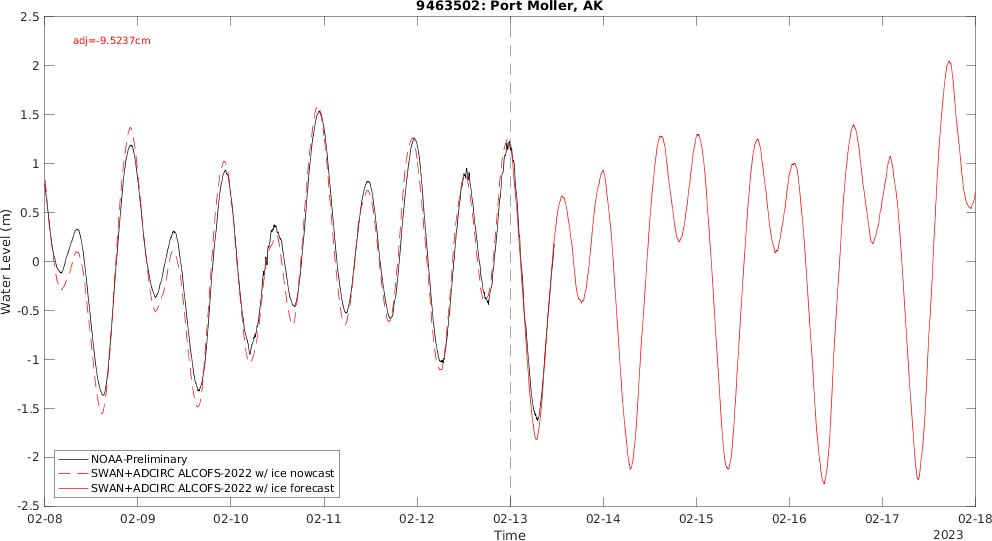 9463502: Port Moller, AK
adj=-9.5237cm
Water Level (m)
2.5
2
1.5
1
0.5
0
-0.5
-1
-1.5
-2
-2.5
NOAA-Preliminary
SWAN+ADCIRC ALCOFS-2022 w/ ice nowcast
SWAN+ADCIRC ALCOFS-2022 w/ ice forecast
02-08 02-09 02-10 02-11 02-12 02-13 02-14 02-15 02-16 02-17 02-18
Time
2023